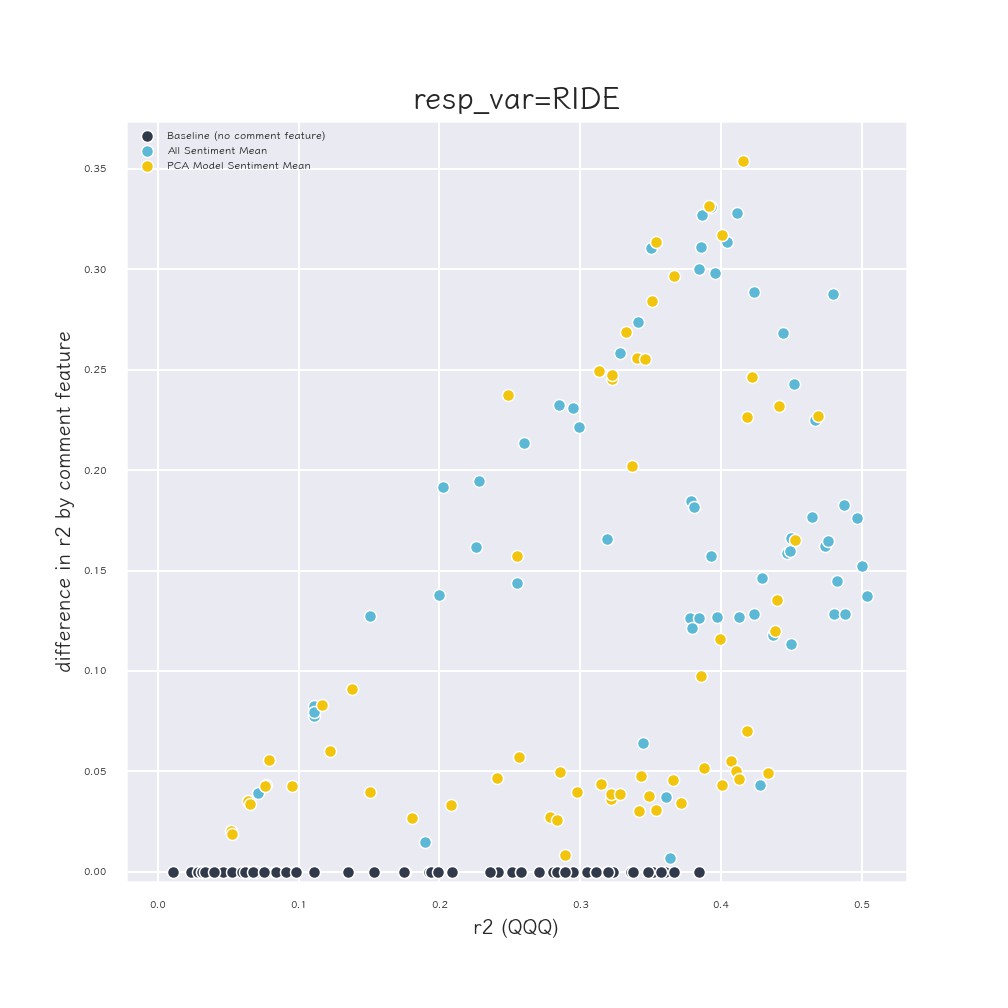 resp_var=RIDE
Baseline (no comment feature)
All Sentiment Mean
PCA Model Sentiment Mean
difference in r2 by comment feature
0.35
0.30
0.25
0.20
0.15
0.10
0.05
0.00
0.0 0.1 0.2 0.3 0.4 0.5
r2 (QQQ)